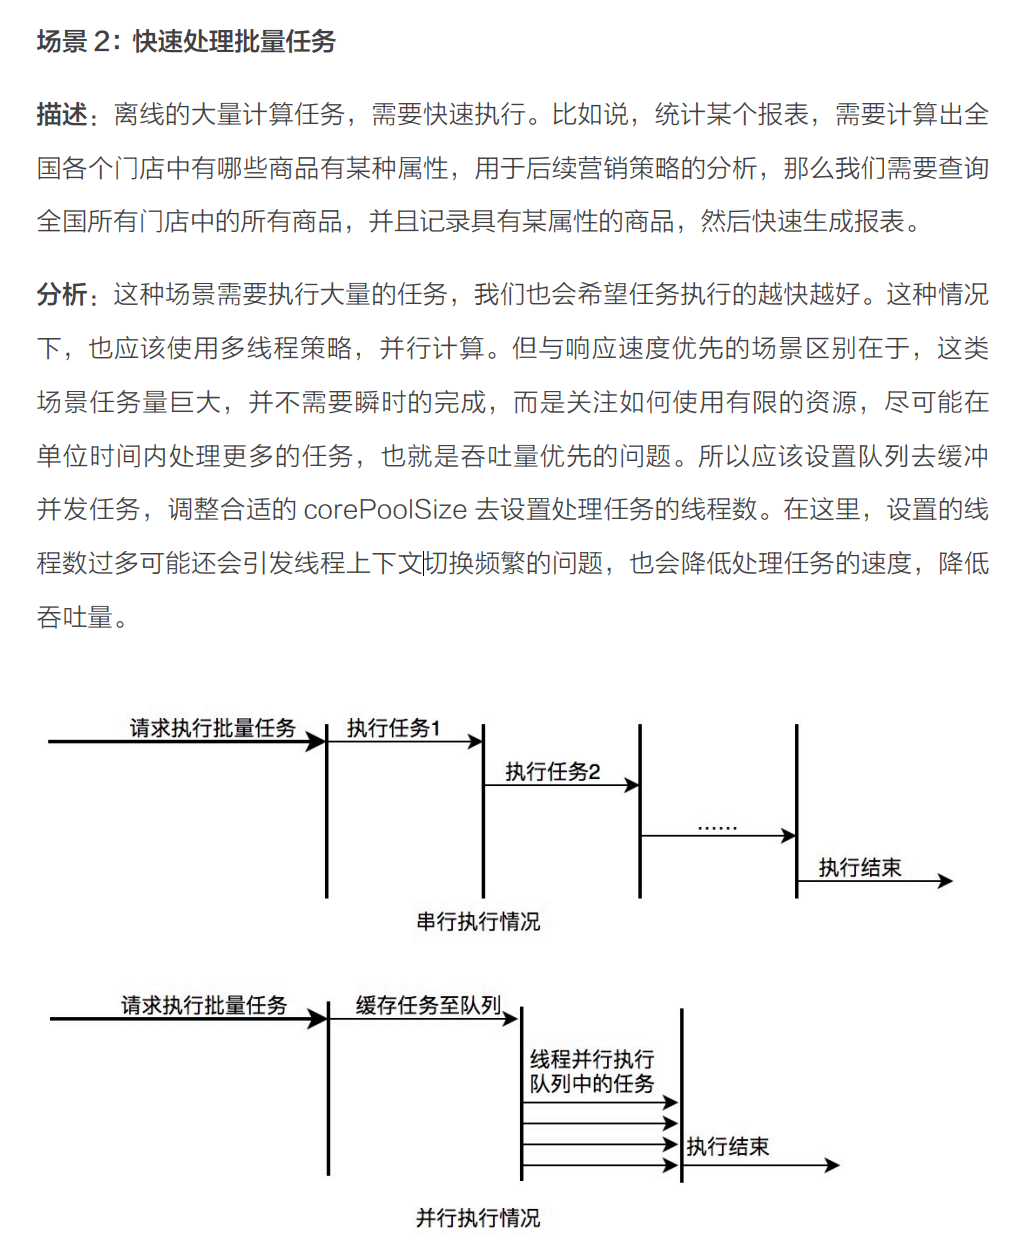 场景 2：快速处理批量任务
描述：离线的大量计算任务，需要快速执行。比如说，统计某个报表，需要计算出全
国各个门店中有哪些商品有某种属性，用于后续营销策略的分析，那么我们需要查询
全国所有门店中的所有商品，并且记录具有某属性的商品，然后快速生成报表。
分析：这种场景需要执行大量的任务，我们也会希望任务执行的越快越好。这种情况
下，也应该使用多线程策略，并行计算。但与响应速度优先的场景区别在于，这类
场景任务量巨大，并不需要瞬时的完成，而是关注如何使用有限的资源，尽可能在
单位时间内处理更多的任务，也就是吞吐量优先的问题。所以应该设置队列去缓冲
并发任务，调整合适的 corePoolSize 去设置处理任务的线程数。在这里，设置的线
程数过多可能还会引发线程上下文切换频繁的问题，也会降低处理任务的速度，降低
吞吐量。
请求执行批量任务
执行任务1
执行任务2
……
执行结束
串行执行情况
请求执行批量任务
缓存任务至队列
线程并行执行
队列中的任务
执行结束
并行执行情况